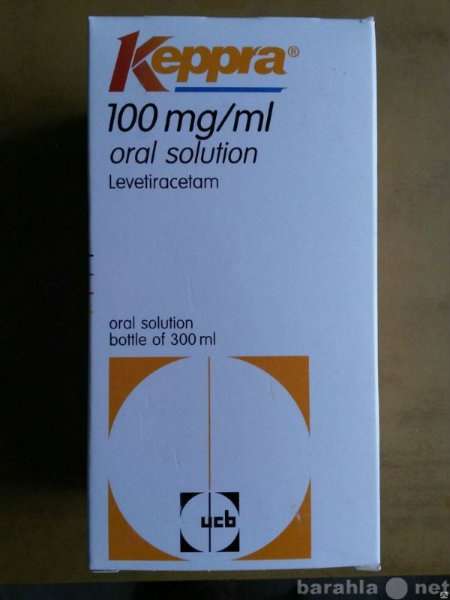 Keppra®
100 mg/ml
oral solution
Levetiracetam
oral solution
bottle of 300 ml
ucb
barahla.net